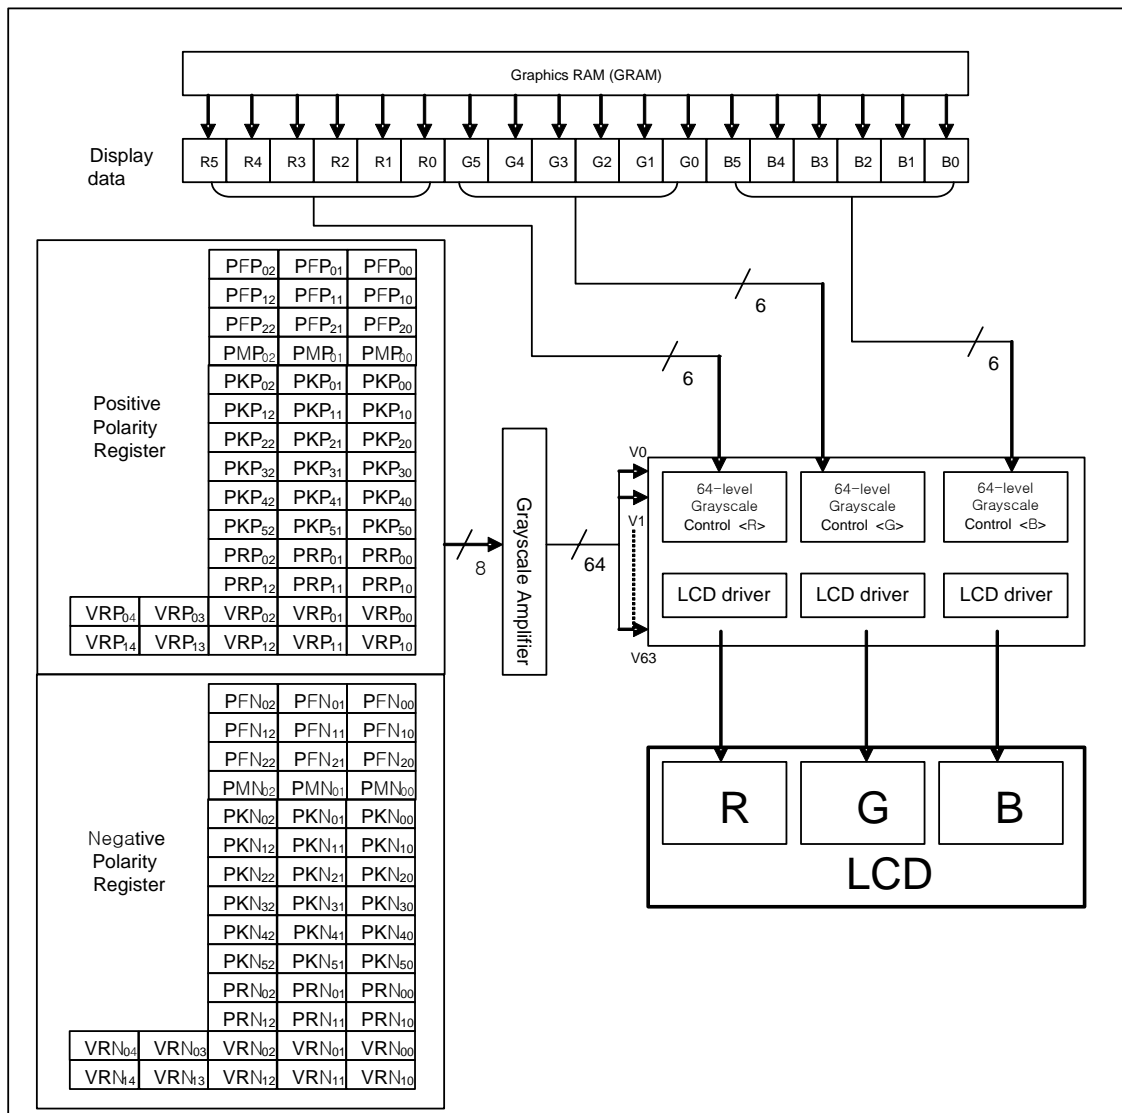 Graphics RAM (GRAM)
Display
data
R5 R4 R3 R2 R1 R0 G5 G4 G3 G2 G1 G0 B5 B4 B3 B2 B1 B0
6
6
6
Positive
Polarity
Register
PFP02 PFP01 PFP00
PFP12 PFP11 PFP10
PFP22 PFP21 PFP20
PMP02 PMP01 PMP00
PKP02 PKP01 PKP00
PKP12 PKP11 PKP10
PKP22 PKP21 PKP20
PKP32 PKP31 PKP30
PKP42 PKP41 PKP40
PKP52 PKP51 PKP50
PRP02 PRP01 PRP00
PRP12 PRP11 PRP10
VRP04 VRP03 VRP02 VRP01 VRP00
VRP14 VRP13 VRP12 VRP11 VRP10
8
Grayscale Amplifier
64
V0
V1
V63
64-level
Grayscale
Control <R>
64-level
Grayscale
Control <G>
64-level
Grayscale
Control <B>
LCD driver LCD driver LCD driver
Negative
Polarity
Register
PFN02 PFN01 PFN00
PFN12 PFN11 PFN10
PFN22 PFN21 PFN20
PMN02 PMN01 PMN00
PKN02 PKN01 PKN00
PKN12 PKN11 PKN10
PKN22 PKN21 PKN20
PKN32 PKN31 PKN30
PKN42 PKN41 PKN40
PKN52 PKN51 PKN50
PRN02 PRN01 PRN00
PRN12 PRN11 PRN10
VRN04 VRN03 VRN02 VRN01 VRN00
VRN14 VRN13 VRN12 VRN11 VRN10
R G B
LCD